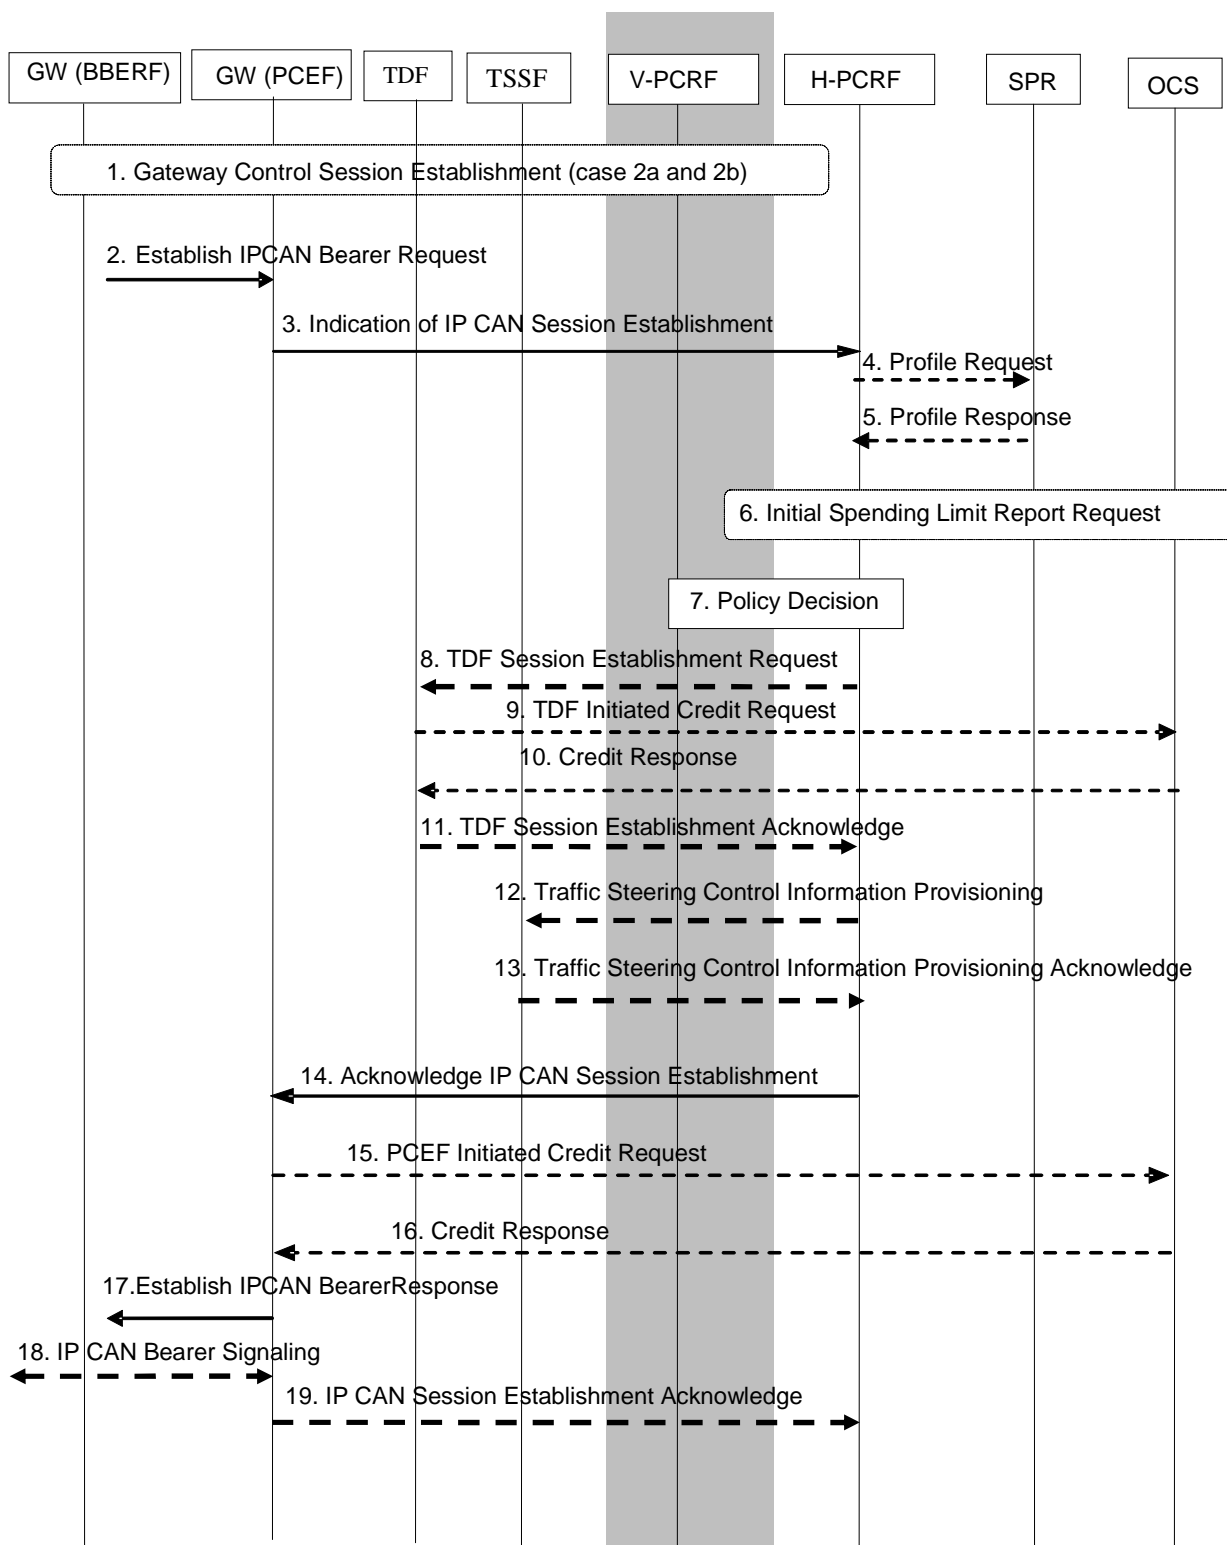 GW (BBERF)
GW (PCEF)
TDF
TSSF
V-PCRF
H-PCRF
SPR
OCS
1. Gateway Control Session Establishment (case 2a and 2b)
2. Establish IPCAN Bearer Request
3. Indication of IP CAN Session Establishment
4. Profile Request
5. Profile Response
6. Initial Spending Limit Report Request
7. Policy Decision
8. TDF Session Establishment Request
9. TDF Initiated Credit Request
10. Credit Response
11. TDF Session Establishment Acknowledge
12. Traffic Steering Control Information Provisioning
13. Traffic Steering Control Information Provisioning Acknowledge
14. Acknowledge IP CAN Session Establishment
15. PCEF Initiated Credit Request
16. Credit Response
17.Establish IPCAN BearerResponse
18. IP CAN Bearer Signaling
19. IP CAN Session Establishment Acknowledge